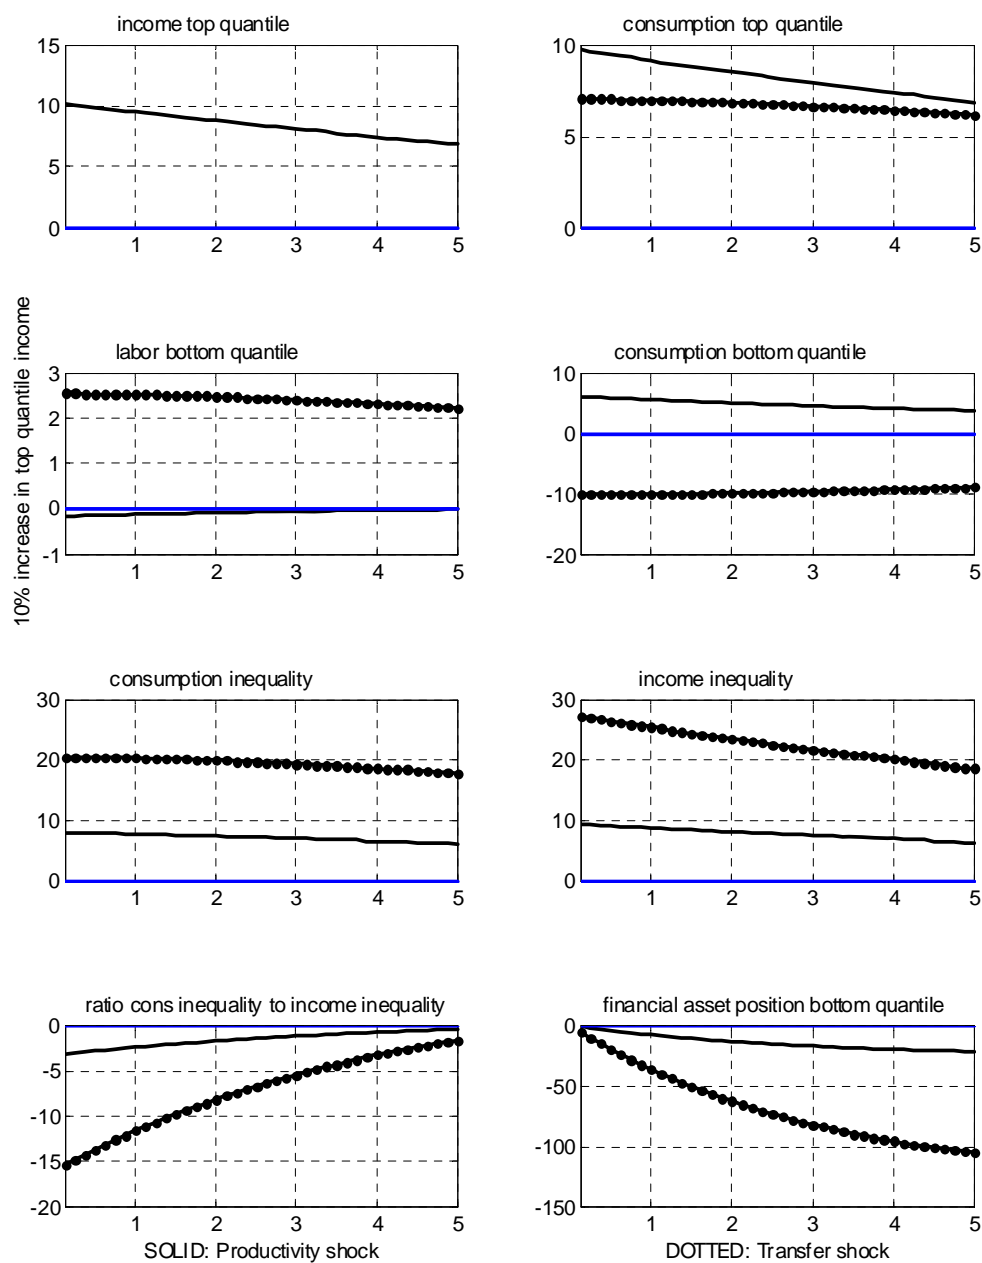 income top quantile
15
10
5
0
1 2 3 4 5
consumption top quantile
10
5
0
1 2 3 4 5
10% increase in top quantile income
labor bottom quantile
3
2
1
0
-1
1 2 3 4 5
consumption bottom quantile
10
0
-10
-20
1 2 3 4 5
consumption inequality
30
20
10
0
1 2 3 4 5
income inequality
30
20
10
0
1 2 3 4 5
ratio cons inequality to income inequality
0
-5
-10
-15
-20
1 2 3 4 5
SOLID: Productivity shock
financial asset position bottom quantile
0
-50
-100
-150
1 2 3 4 5
DOTTED: Transfer shock